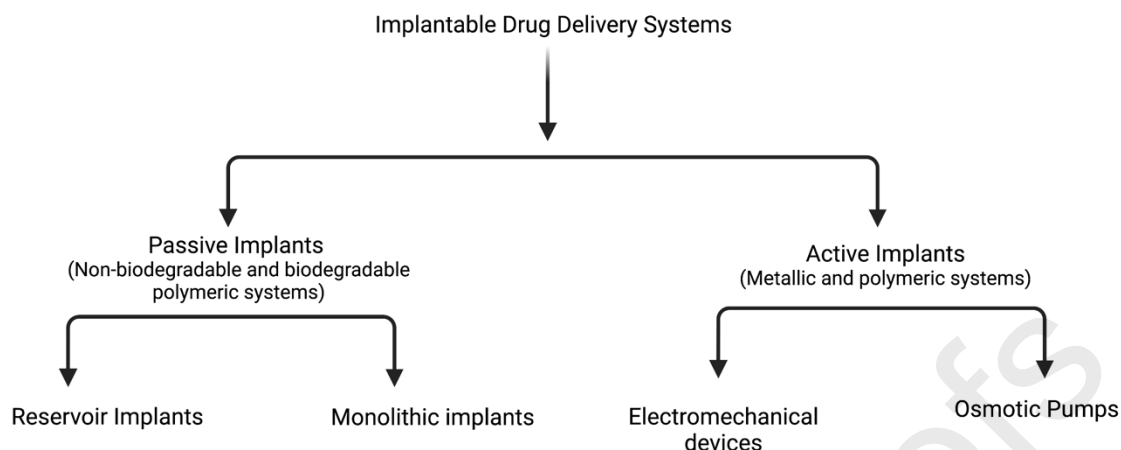 Implantable Drug Delivery Systems
Passive Implants
(Non-biodegradable and biodegradable
polymeric systems)
Active Implants
(Metallic and polymeric systems)
Reservoir Implants
Monolithic implants
Electromechanical
devices
Osmotic Pumps
ofs